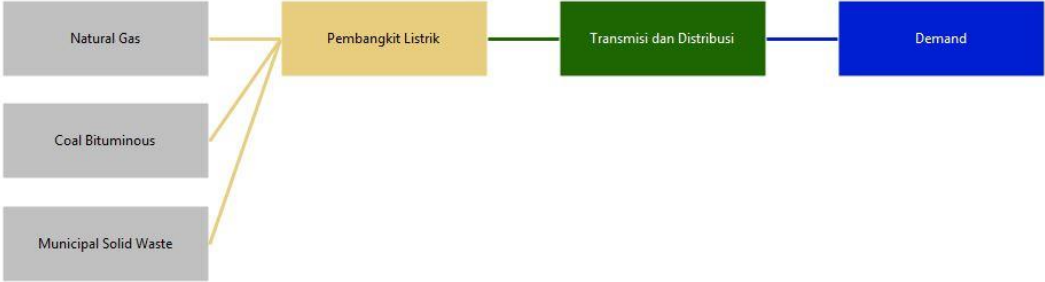 Natural Gas
Pembangkit Listrik
Transmisi dan Distribusi
Demand
Coal Bituminous
Municipal Solid Waste